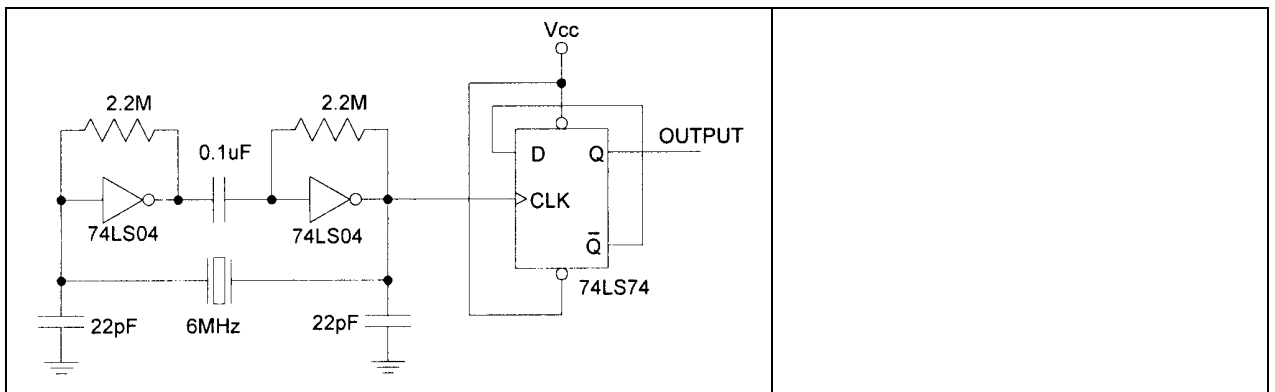 Vcc
2.2M
2.2M
0.1uF
OUTPUT
D
Q
CLK
74LS04
74LS04
Q̅
74LS74
22pF
6MHz
22pF